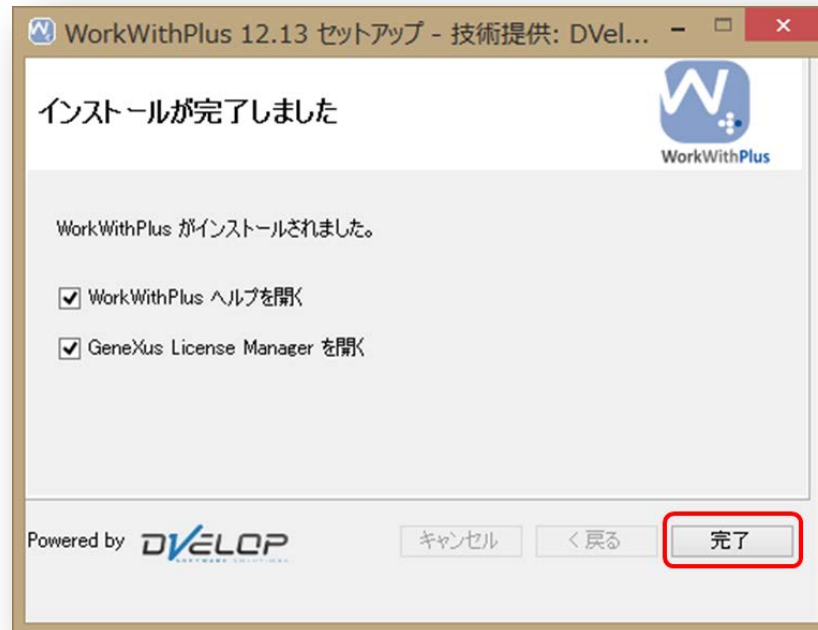 WorkWithPlus 12.13 セットアップ - 技術提供: DVel...
インストールが完了しました
WorkWithPlus
WorkWithPlus がインストールされました。
WorkWithPlus ヘルプを開く
GeneXus License Manager を開く
Powered by DVELOP
SOFTWARE SOLUTIONS
キャンセル
< 戻る
完了